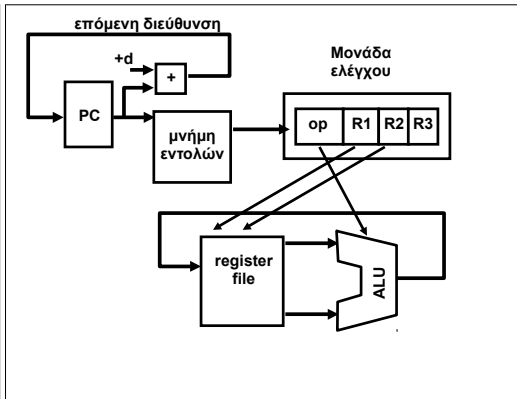 επόμενη διεύθυνση
+d
+
PC
μνήμη
εντολών
Μονάδα
ελέγχου
op R1 R2 R3
register
file
ALU